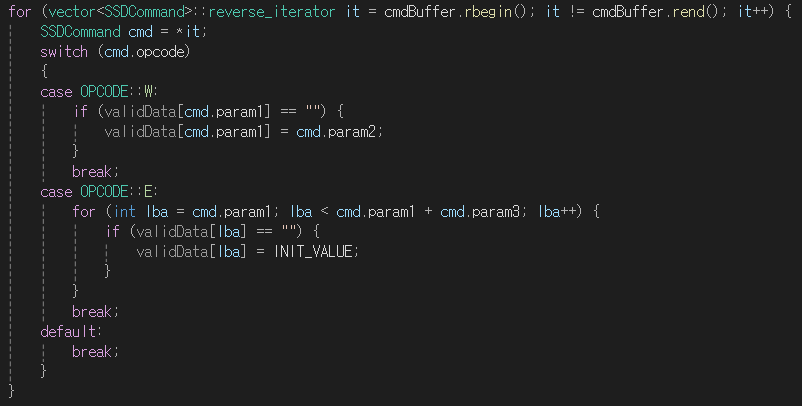 for (vector<SSDCommand>::reverse_iterator it = cmdBuffer.rbegin(); it != cmdBuffer.rend(); it++) {
    SSDCommand cmd = *it;
    switch (cmd.opcode)
    {
    case OPCODE::W:
        if (validData[cmd.param1] == "") {
            validData[cmd.param1] = cmd.param2;
        }
        break;
    case OPCODE::E:
        for (int lba = cmd.param1; lba < cmd.param1 + cmd.param3; lba++) {
            if (validData[lba] == "") {
                validData[lba] = INIT_VALUE;
            }
        }
        break;
    default:
        break;
    }
}